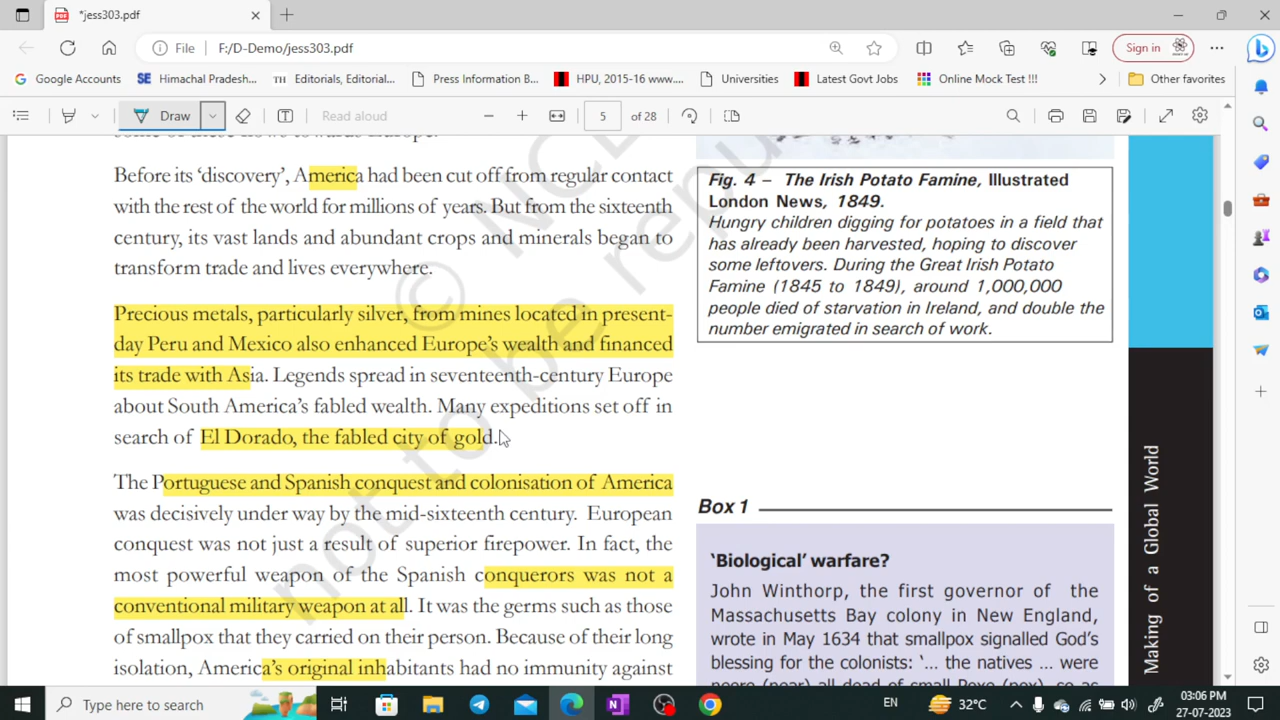 *jess303.pdf
File F:/D-Demo/jess303.pdf
Sign in
Google Accounts SE Himachal Pradesh... TH Editorials, Editorial... Press Information B... HPU, 2015-16 www.... Universities Latest Govt Jobs Online Mock Test !!! Other favorites
Draw Read aloud 5 of 28
Before its ‘discovery’, America had been cut off from regular contact
with the rest of the world for millions of years. But from the sixteenth
century, its vast lands and abundant crops and minerals began to
transform trade and lives everywhere.
Precious metals, particularly silver, from mines located in present-
day Peru and Mexico also enhanced Europe’s wealth and financed
its trade with Asia. Legends spread in seventeenth-century Europe
about South America’s fabled wealth. Many expeditions set off in
search of El Dorado, the fabled city of gold.
The Portuguese and Spanish conquest and colonisation of America
was decisively under way by the mid-sixteenth century. European
conquest was not just a result of superior firepower. In fact, the
most powerful weapon of the Spanish conquerors was not a
conventional military weapon at all. It was the germs such as those
of smallpox that they carried on their person. Because of their long
isolation, America’s original inhabitants had no immunity against
© NCE
not to be repu
Fig. 4 – The Irish Potato Famine, Illustrated
London News, 1849.
Hungry children digging for potatoes in a field that
has already been harvested, hoping to discover
some leftovers. During the Great Irish Potato
Famine (1845 to 1849), around 1,000,000
people died of starvation in Ireland, and double the
number emigrated in search of work.
Box 1
‘Biological’ warfare?
John Winthorp, the first governor of the
Massachusetts Bay colony in New England,
wrote in May 1634 that smallpox signalled God’s
blessing for the colonists: ‘… the natives … were
Making of a Global World
Type here to search
EN 32°C
03:06 PM
27-07-2023